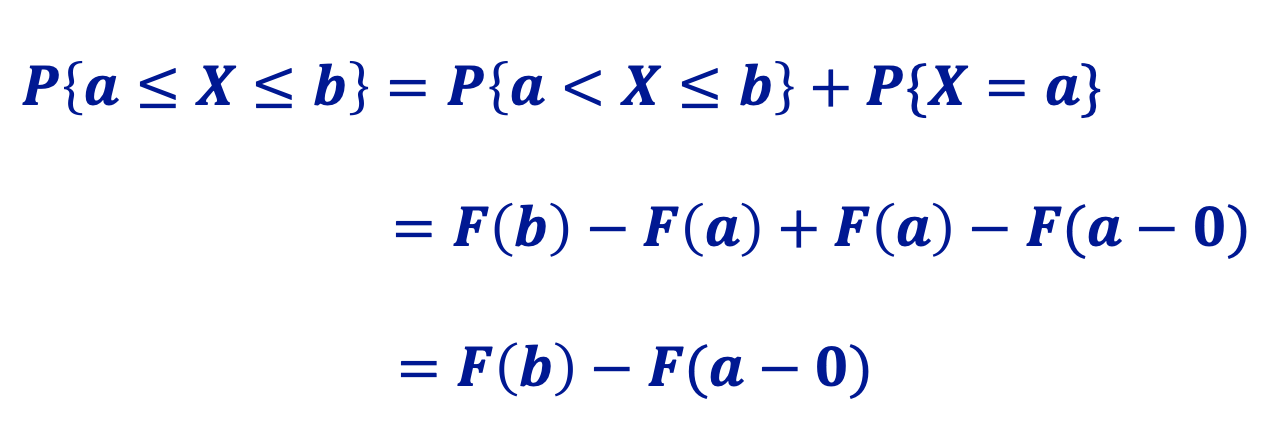 P{a ≤ X ≤ b} = P{a < X ≤ b} + P{X = a}
= F(b) − F(a) + F(a) − F(a − 0)
= F(b) − F(a − 0)